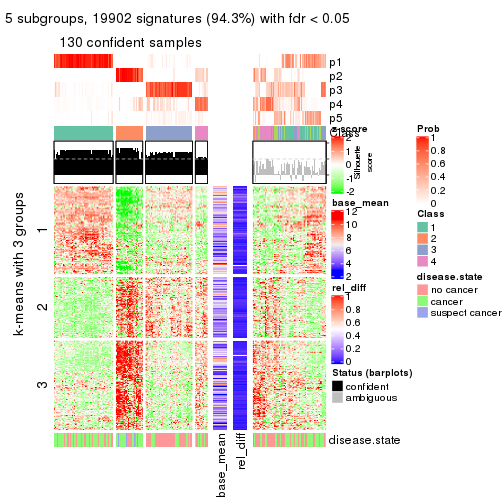 5 subgroups, 19902 signatures (94.3%) with fdr < 0.05
130 confident samples
p1
p2
p3
p4
p5
Class
Silhouette
score
k-means with 3 groups
1
2
3
base_mean
rel_diff
disease.state
z-score
2
1
0
-1
-2
base_mean
12
10
8
6
4
2
rel_diff
1
0.8
0.6
0.4
0.2
0
Status (barplots)
confident
ambiguous
Prob
1
0.8
0.6
0.4
0.2
0
Class
1
2
3
4
disease.state
no cancer
cancer
suspect cancer